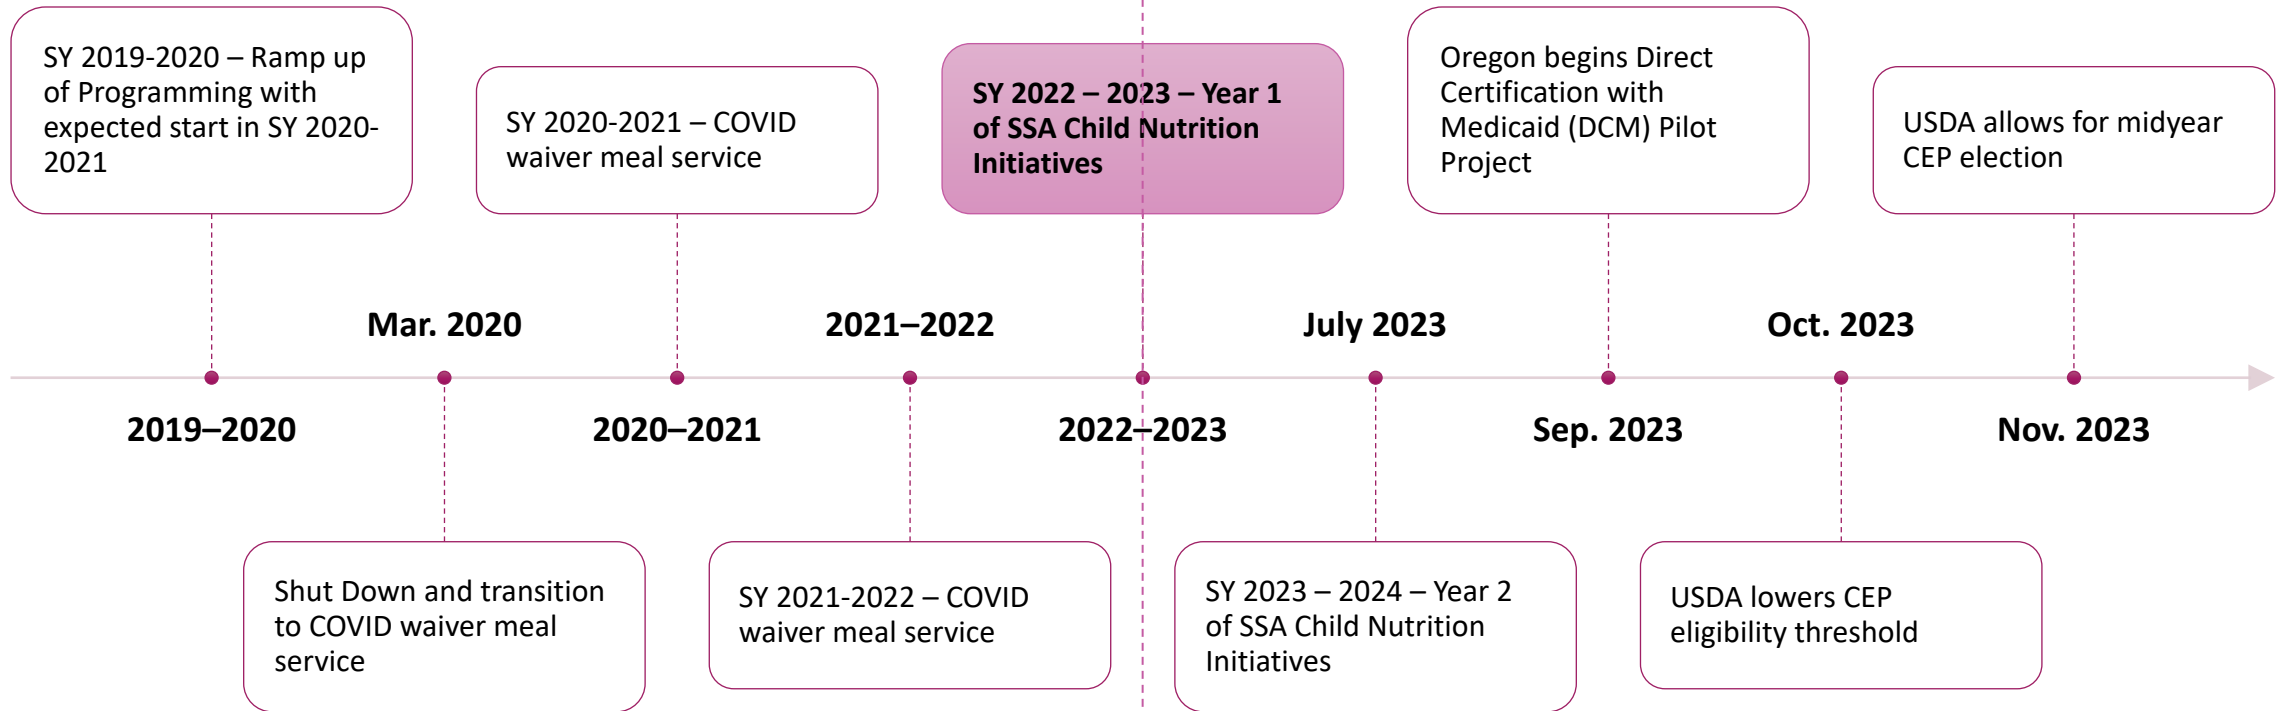 SY 2019-2020 – Ramp up
of Programming with
expected start in SY 2020-
2021
SY 2020-2021 – COVID
waiver meal service
SY 2022 – 2023 – Year 1
of SSA Child Nutrition
Initiatives
Oregon begins Direct
Certification with
Medicaid (DCM) Pilot
Project
USDA allows for midyear
CEP election
Mar. 2020
2021–2022
July 2023
Oct. 2023
2019–2020
2020–2021
2022–2023
Sep. 2023
Nov. 2023
Shut Down and transition
to COVID waiver meal
service
SY 2021-2022 – COVID
waiver meal service
SY 2023 – 2024 – Year 2
of SSA Child Nutrition
Initiatives
USDA lowers CEP
eligibility threshold